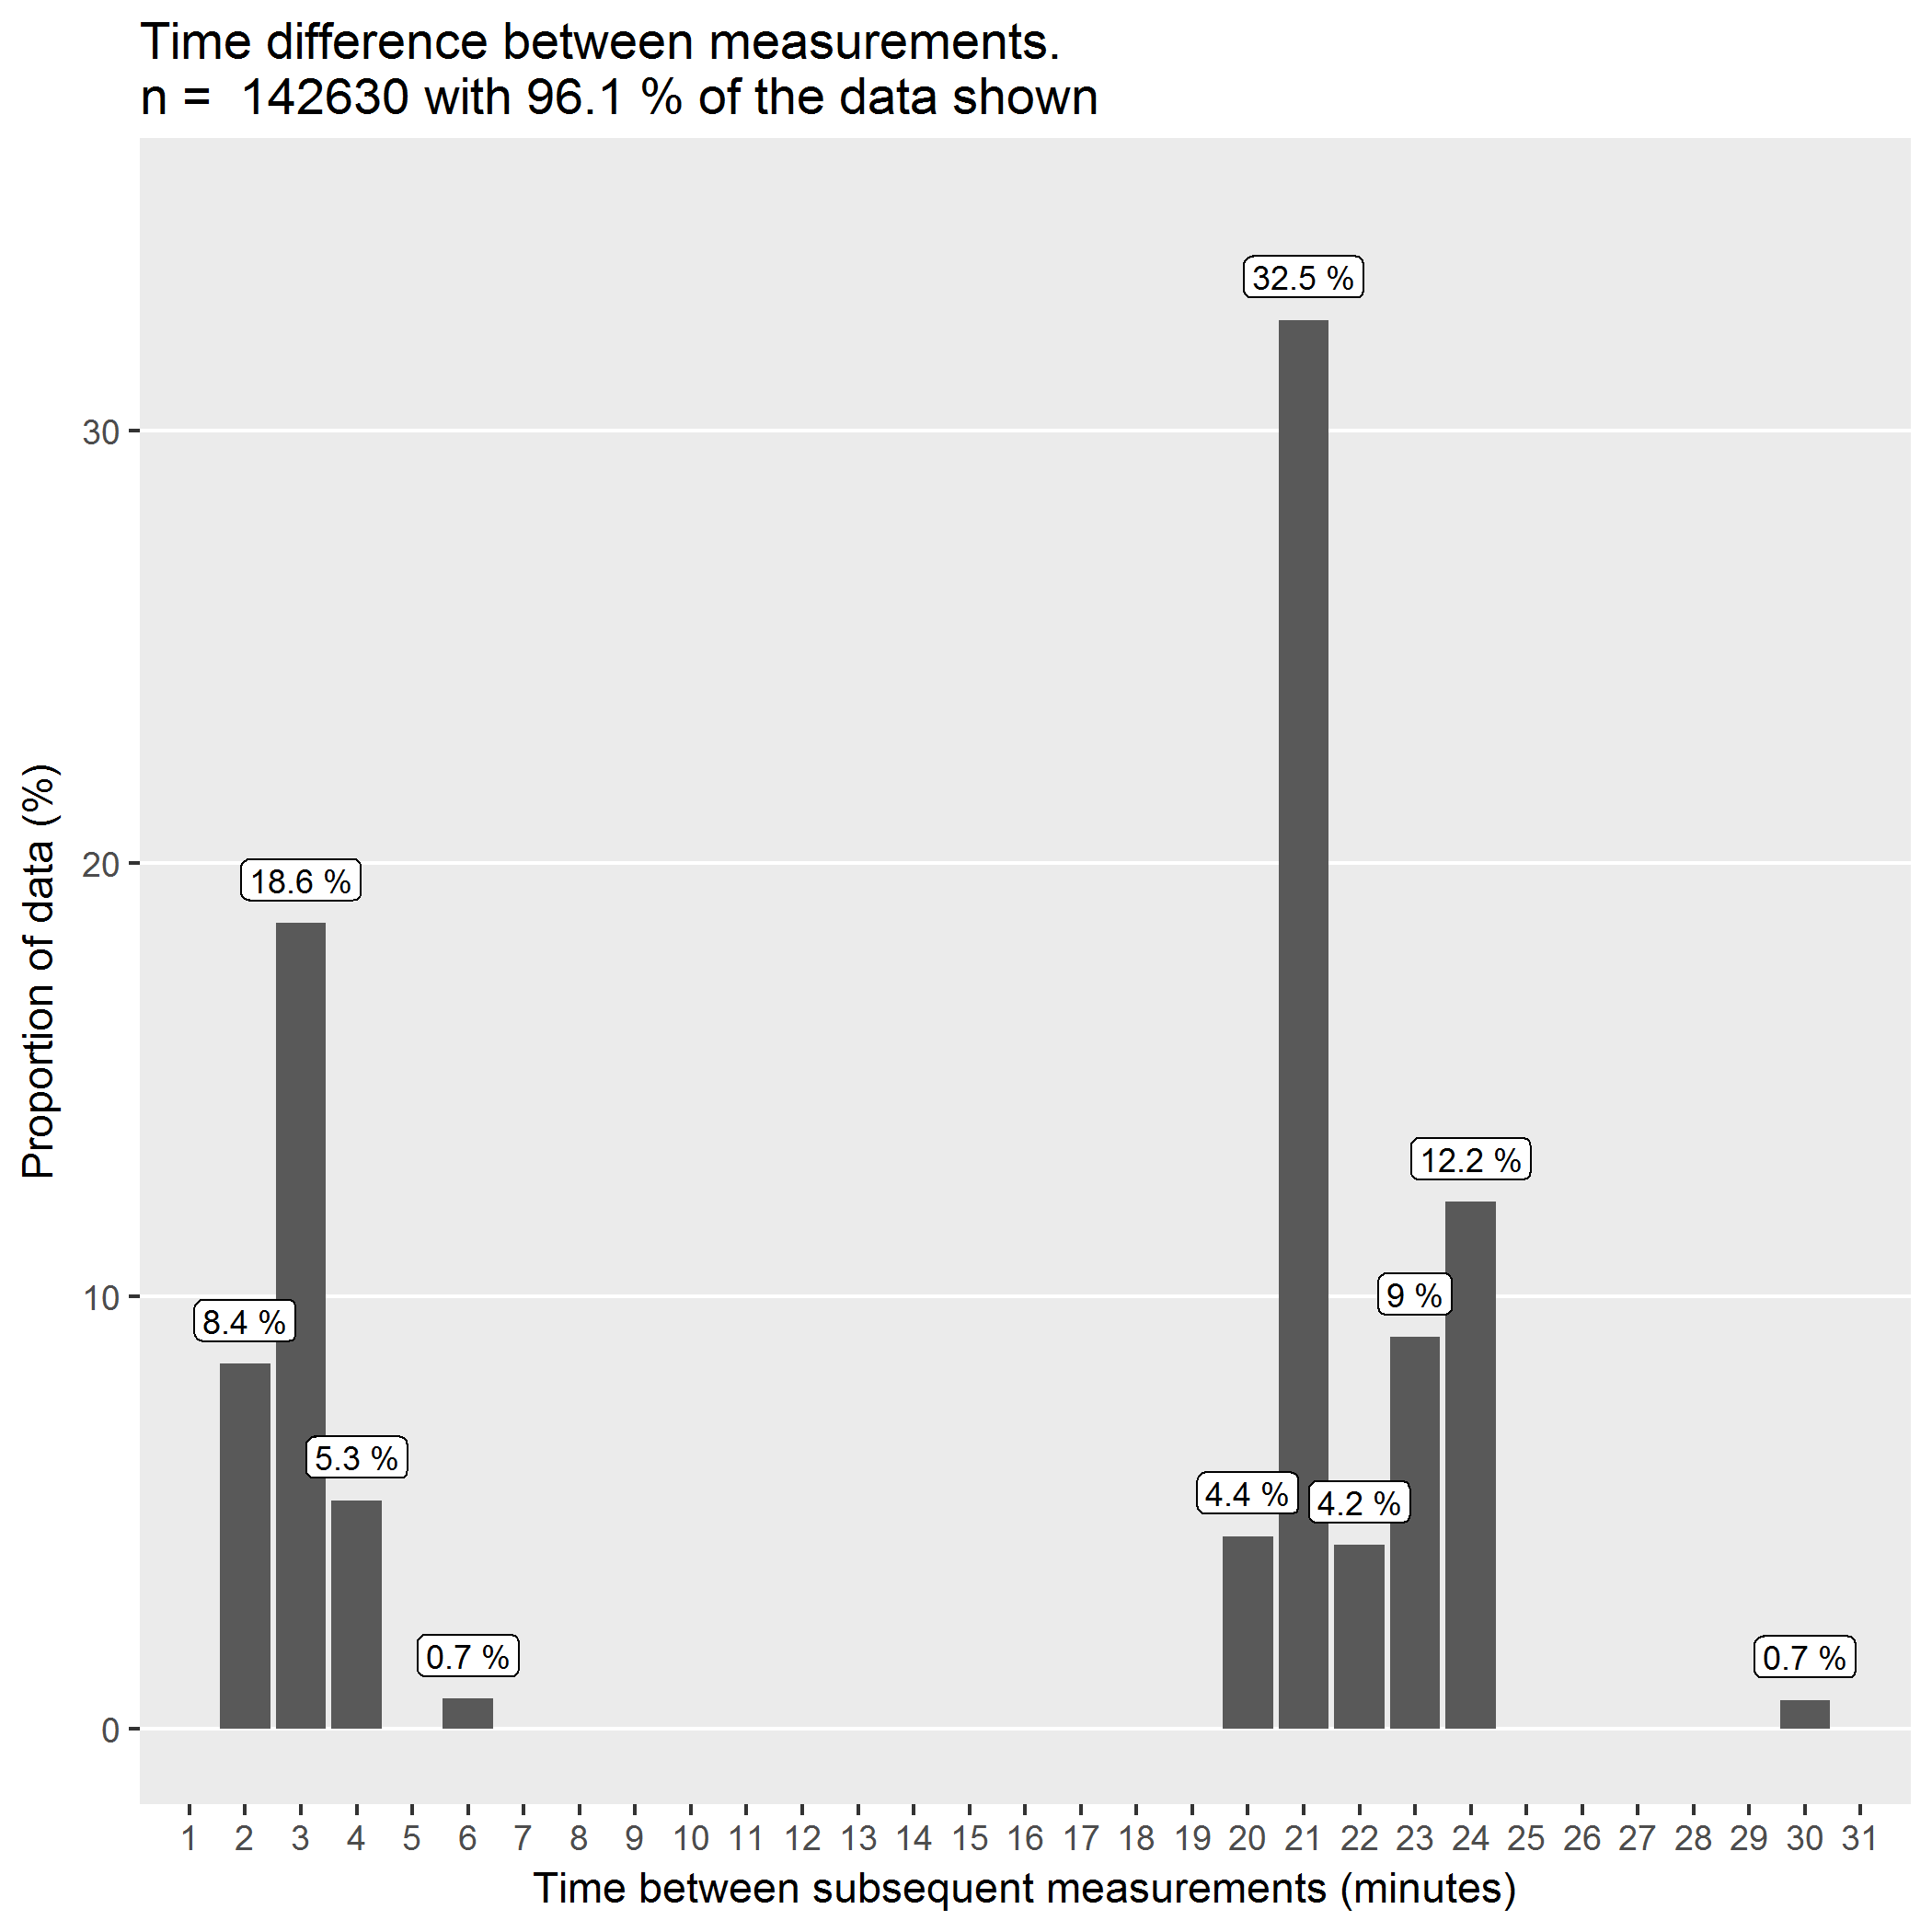 Time difference between measurements.
n =  142630 with 96.1 % of the data shown
32.5 %
30
20
18.6 %
12.2 %
10
9 %
8.4 %
5.3 %
4.4 %
4.2 %
0.7 %
0.7 %
0
Proportion of data (%)
1 2 3 4 5 6 7 8 9 10 11 12 13 14 15 16 17 18 19 20 21 22 23 24 25 26 27 28 29 30 31
Time between subsequent measurements (minutes)